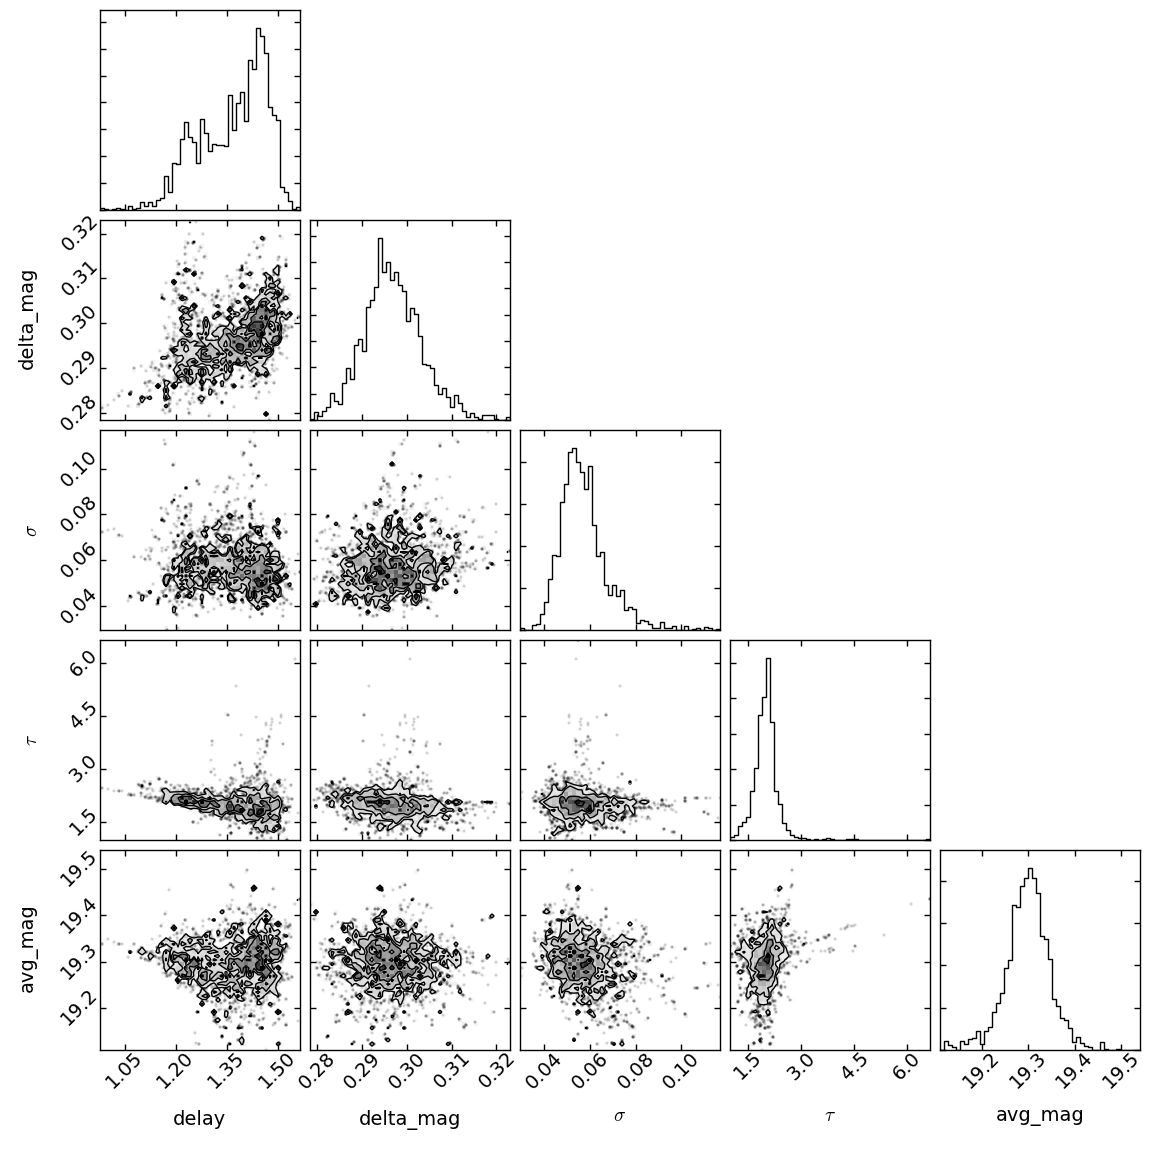 0.32
0.31
0.30
0.29
0.28
delta_mag
0.10
0.08
0.06
0.04
σ
6.0
4.5
3.0
1.5
τ
19.5
19.4
19.3
19.2
avg_mag
1.05 1.20 1.35 1.50
0.28 0.29 0.30 0.31 0.32
0.04 0.06 0.08 0.10
1.5 3.0 4.5 6.0
19.2 19.3 19.4 19.5
delay
delta_mag
σ
τ
avg_mag